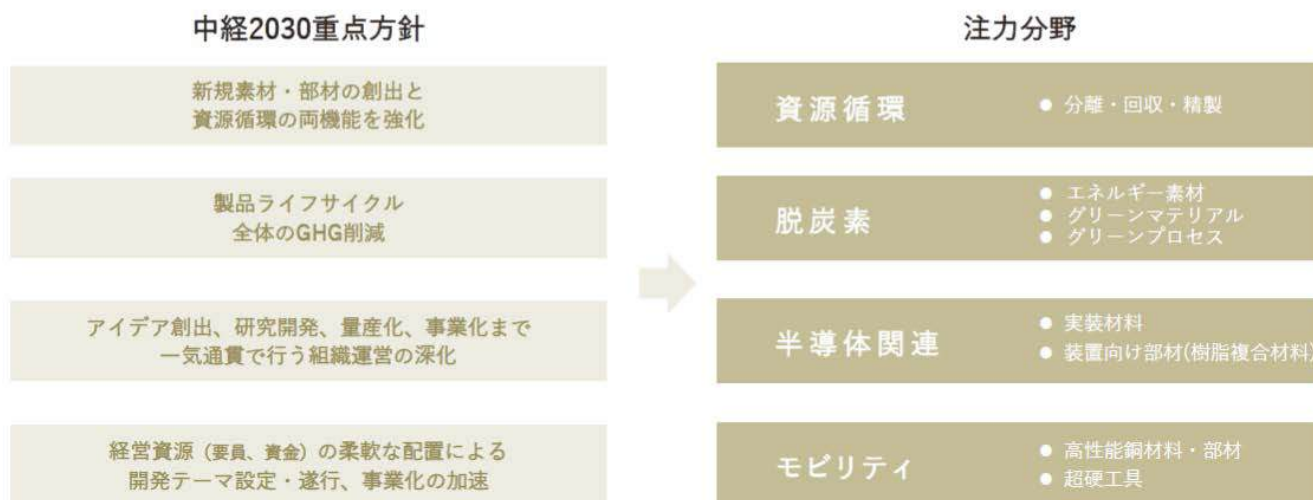 中経2030重点方針
新規素材・部材の創出と
資源循環の両機能を強化
製品ライフサイクル
全体のGHG削減
アイデア創出、研究開発、量産化、事業化まで
一気通貫で行う組織運営の深化
経営資源（要員、資金）の柔軟な配置による
開発テーマ設定・遂行、事業化の加速
注力分野
資源循環
● 分離・回収・精製
脱炭素
● エネルギー素材
● グリーンマテリアル
● グリーンプロセス
半導体関連
● 実装材料
● 装置向け部材(樹脂複合材料)
モビリティ
● 高性能銅材料・部材
● 超硬工具